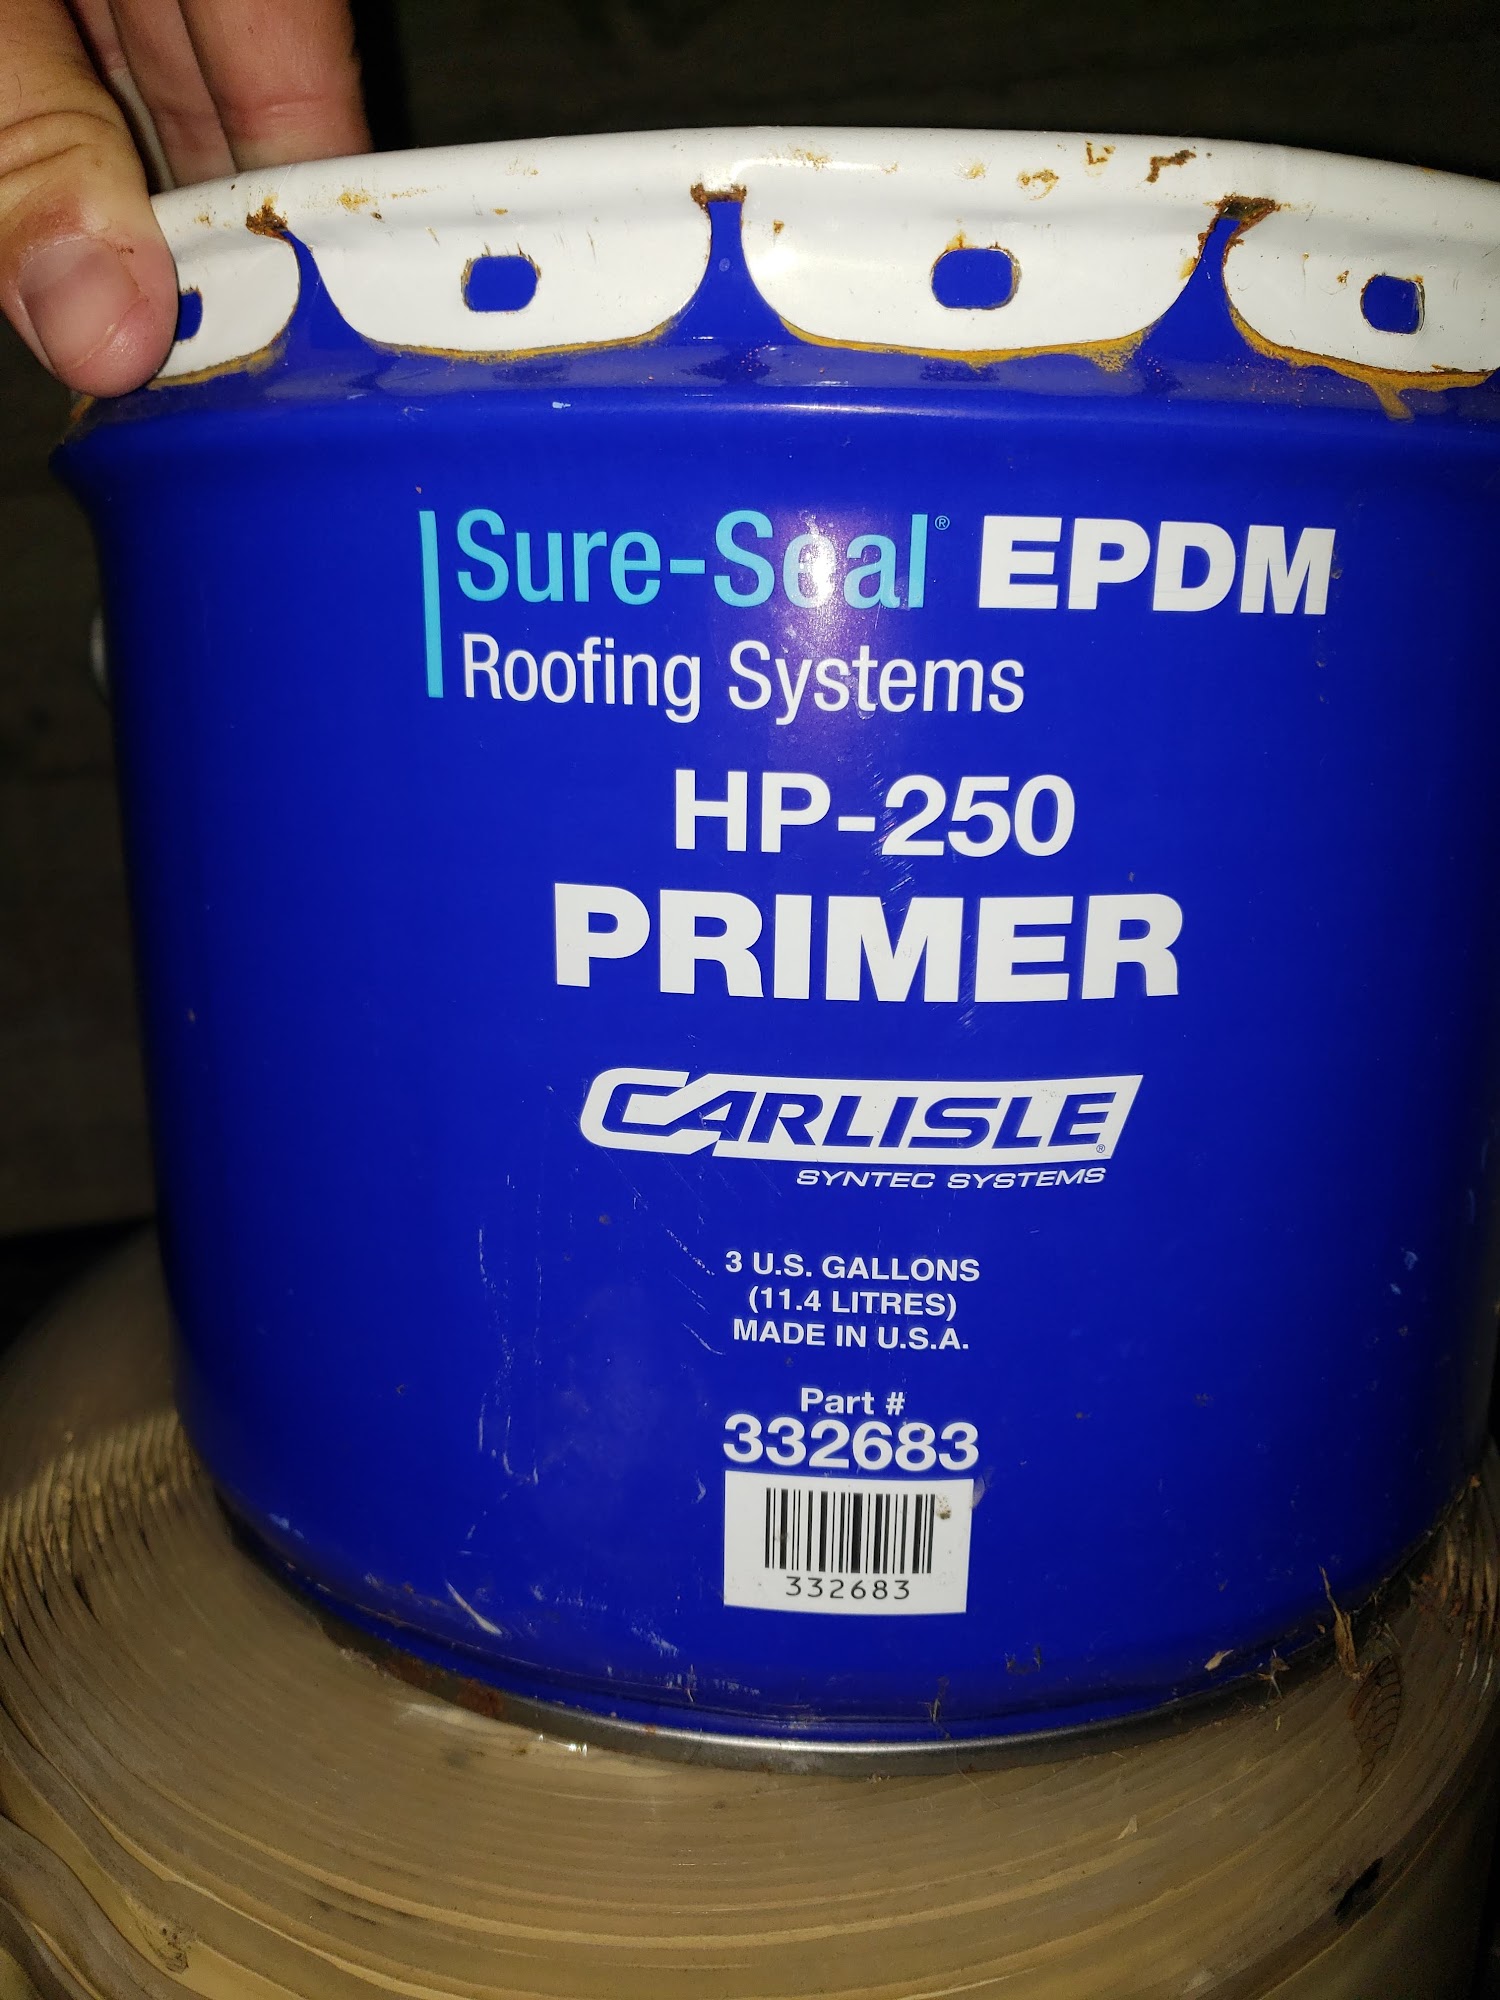 Sure-Seal® EPDM
Roofing Systems
HP-250
PRIMER
CARLISLE®
SYNTEC SYSTEMS
3 U.S. GALLONS
(11.4 LITRES)
MADE IN U.S.A.
Part #
332683
332683